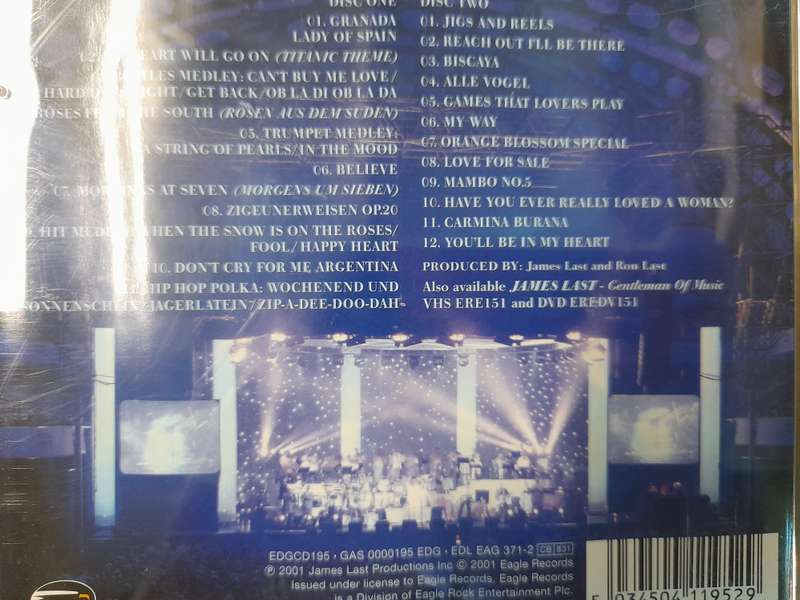 DISC ONE
01. GRANADA
LADY OF SPAIN
HEART WILL GO ON (TITANIC THEME)
MEDLEY: CAN'T BUY ME LOVE/
HARD NIGHT/GET BACK/OB LA DI OB LA DA
ROSES FROM THE SOUTH (ROSEN AUS DEM SUDEN)
05. TRUMPET MEDLEY:
A STRING OF PEARLS/IN THE MOOD
06. BELIEVE
07. AT SEVEN (MORGENS UM SIEBEN)
08. ZIGEUNERWEISEN OP.20
HIT WHEN THE SNOW IS ON THE ROSES/
FOOL/HAPPY HEART
10. DON'T CRY FOR ME ARGENTINA
HIP HOP POLKA: WOCHENEND UND
SONNENSCHEIN/JAGERLATEIN/ZIP-A-DEE-DOO-DAH
DISC TWO
01. JIGS AND REELS
02. REACH OUT I'LL BE THERE
03. BISCAYA
04. ALLE VOGEL
05. GAMES THAT LOVERS PLAY
06. MY WAY
07. ORANGE BLOSSOM SPECIAL
08. LOVE FOR SALE
09. MAMBO NO.5
10. HAVE YOU EVER REALLY LOVED A WOMAN?
11. CARMINA BURANA
12. YOU'LL BE IN MY HEART
PRODUCED BY: James Last and Ron Last
Also available JAMES LAST - Gentleman Of Music
VHS ERE151 and DVD EREDV151
EDGCD195 · GAS 0000195 EDG · EDL EAG 371-2 CB 831
℗ 2001 James Last Productions Inc © 2001 Eagle Records
Issued under license to Eagle Records. Eagle Records
is a Division of Eagle Rock Entertainment Plc.
5 034504 119529